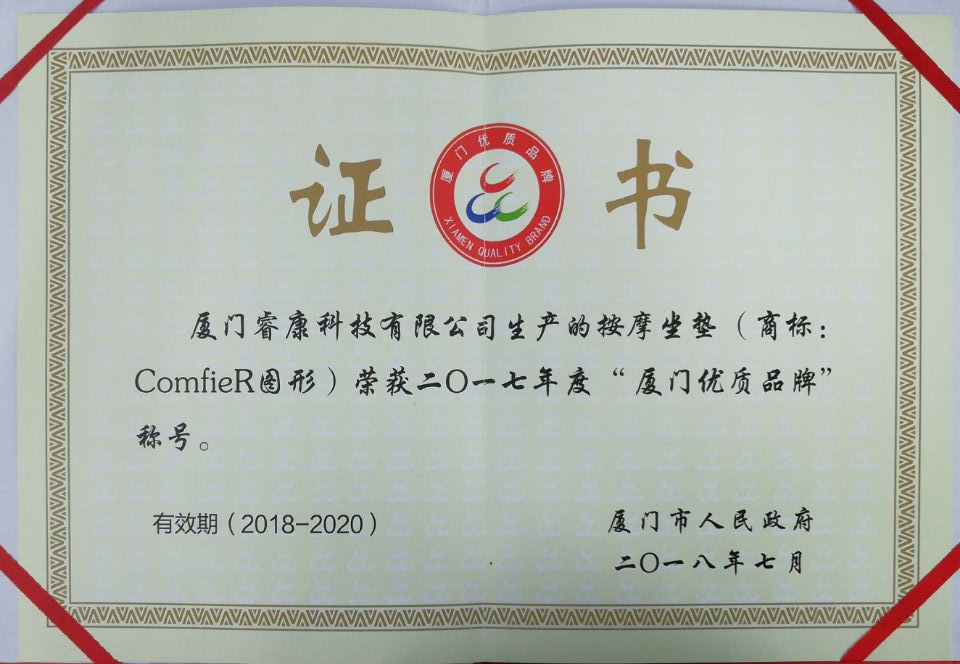 证 书
厦门优质品牌
XIAMEN QUALITY BRAND
厦门睿康科技有限公司生产的按摩坐垫（商标：
ComfieR图形）荣获二〇一七年度“厦门优质品牌”
称号。
有效期（2018-2020）
厦门市人民政府
二〇一八年七月